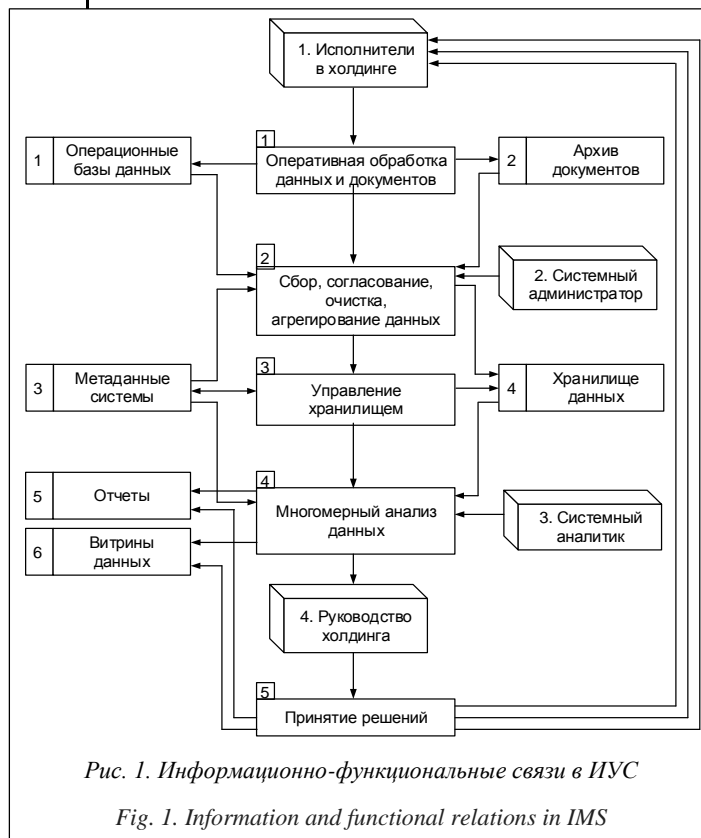 1. Исполнители
в холдинге
1
Операционные
базы данных
1
Оперативная обработка
данных и документов
2
Архив
документов
2
Сбор, согласование,
очистка,
агрегирование данных
2. Системный
администратор
3
Метаданные
системы
3
Управление
хранилищем
4
Хранилище
данных
5
Отчеты
4
Многомерный анализ
данных
3. Системный
аналитик
6
Витрины
данных
4. Руководство
холдинга
5
Принятие решений
Рис. 1. Информационно-функциональные связи в ИУС
Fig. 1. Information and functional relations in IMS